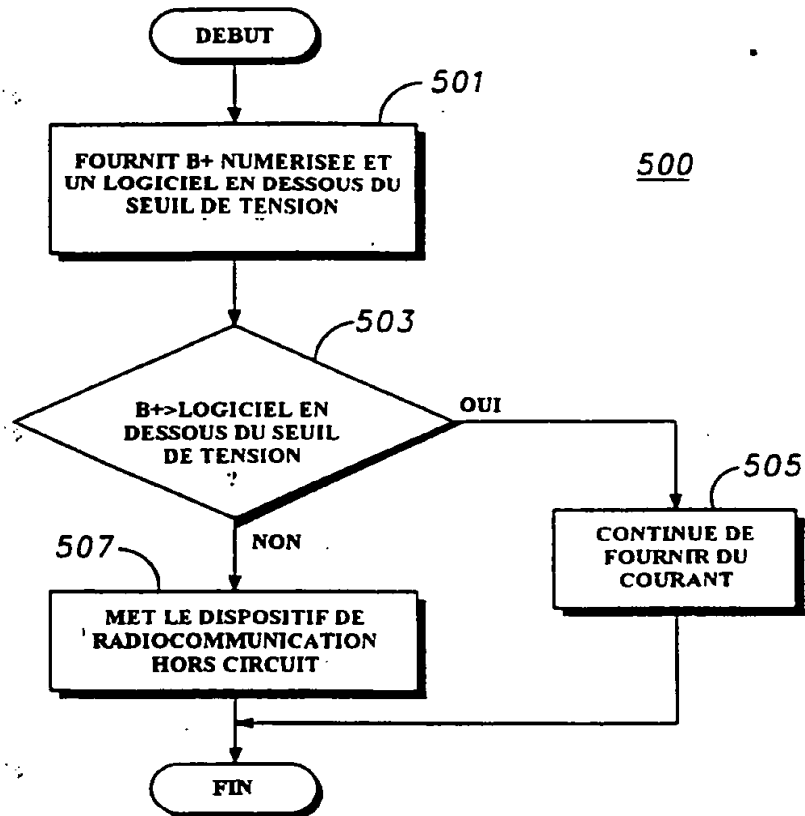 DEBUT
501
FOURNIT B+ NUMERISEE ET
UN LOGICIEL EN DESSOUS DU
SEUIL DE TENSION
500
503
B+>LOGICIEL EN
DESSOUS DU SEUIL
DE TENSION
?
OUI
505
CONTINUE DE
FOURNIR DU
COURANT
NON
507
MET LE DISPOSITIF DE
RADIOCOMMUNICATION
HORS CIRCUIT
FIN